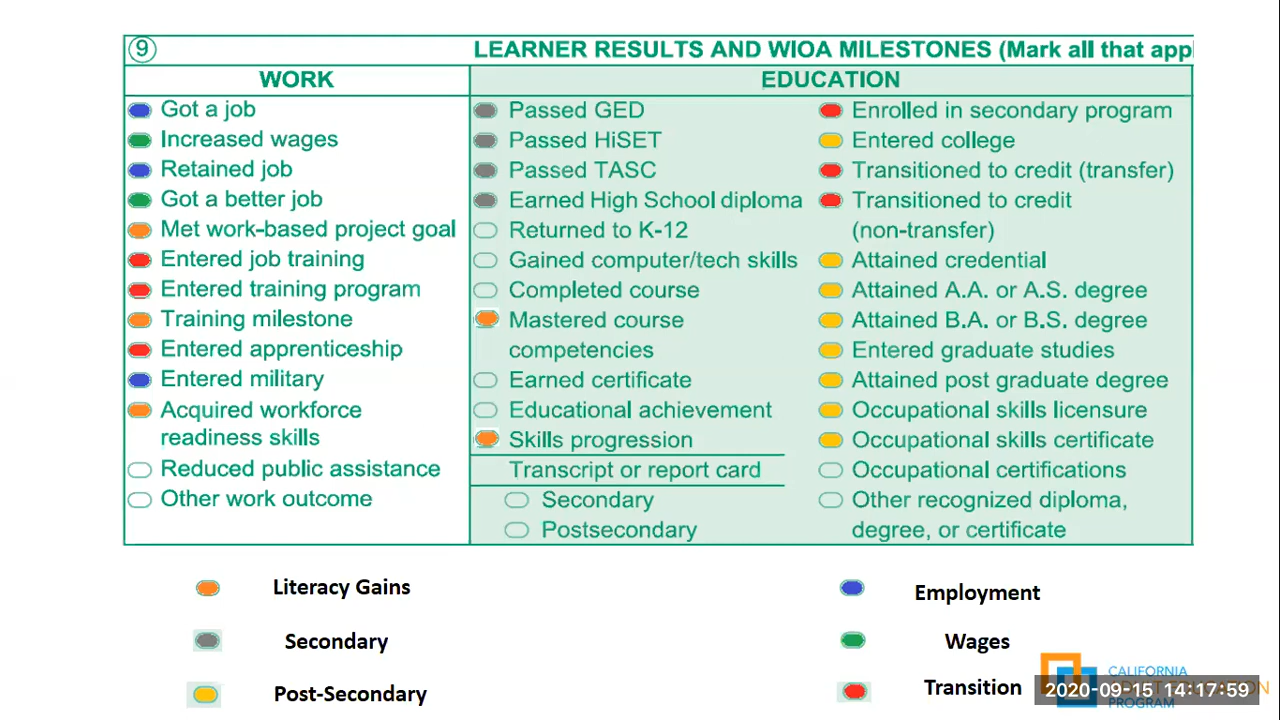 9
LEARNER RESULTS AND WIOA MILESTONES (Mark all that appl
WORK
EDUCATION
Got a job
Increased wages
Retained job
Got a better job
Met work-based project goal
Entered job training
Entered training program
Training milestone
Entered apprenticeship
Entered military
Acquired workforce
readiness skills
Reduced public assistance
Other work outcome
Passed GED
Passed HiSET
Passed TASC
Earned High School diploma
Returned to K-12
Gained computer/tech skills
Completed course
Mastered course
competencies
Earned certificate
Educational achievement
Skills progression
Transcript or report card
Secondary
Postsecondary
Enrolled in secondary program
Entered college
Transitioned to credit (transfer)
Transitioned to credit
(non-transfer)
Attained credential
Attained A.A. or A.S. degree
Attained B.A. or B.S. degree
Entered graduate studies
Attained post graduate degree
Occupational skills licensure
Occupational skills certificate
Occupational certifications
Other recognized diploma,
degree, or certificate
Literacy Gains
Secondary
Post-Secondary
Employment
Wages
Transition
CALIFORNIA
2020-09-15 14:17:59
PROGRAM